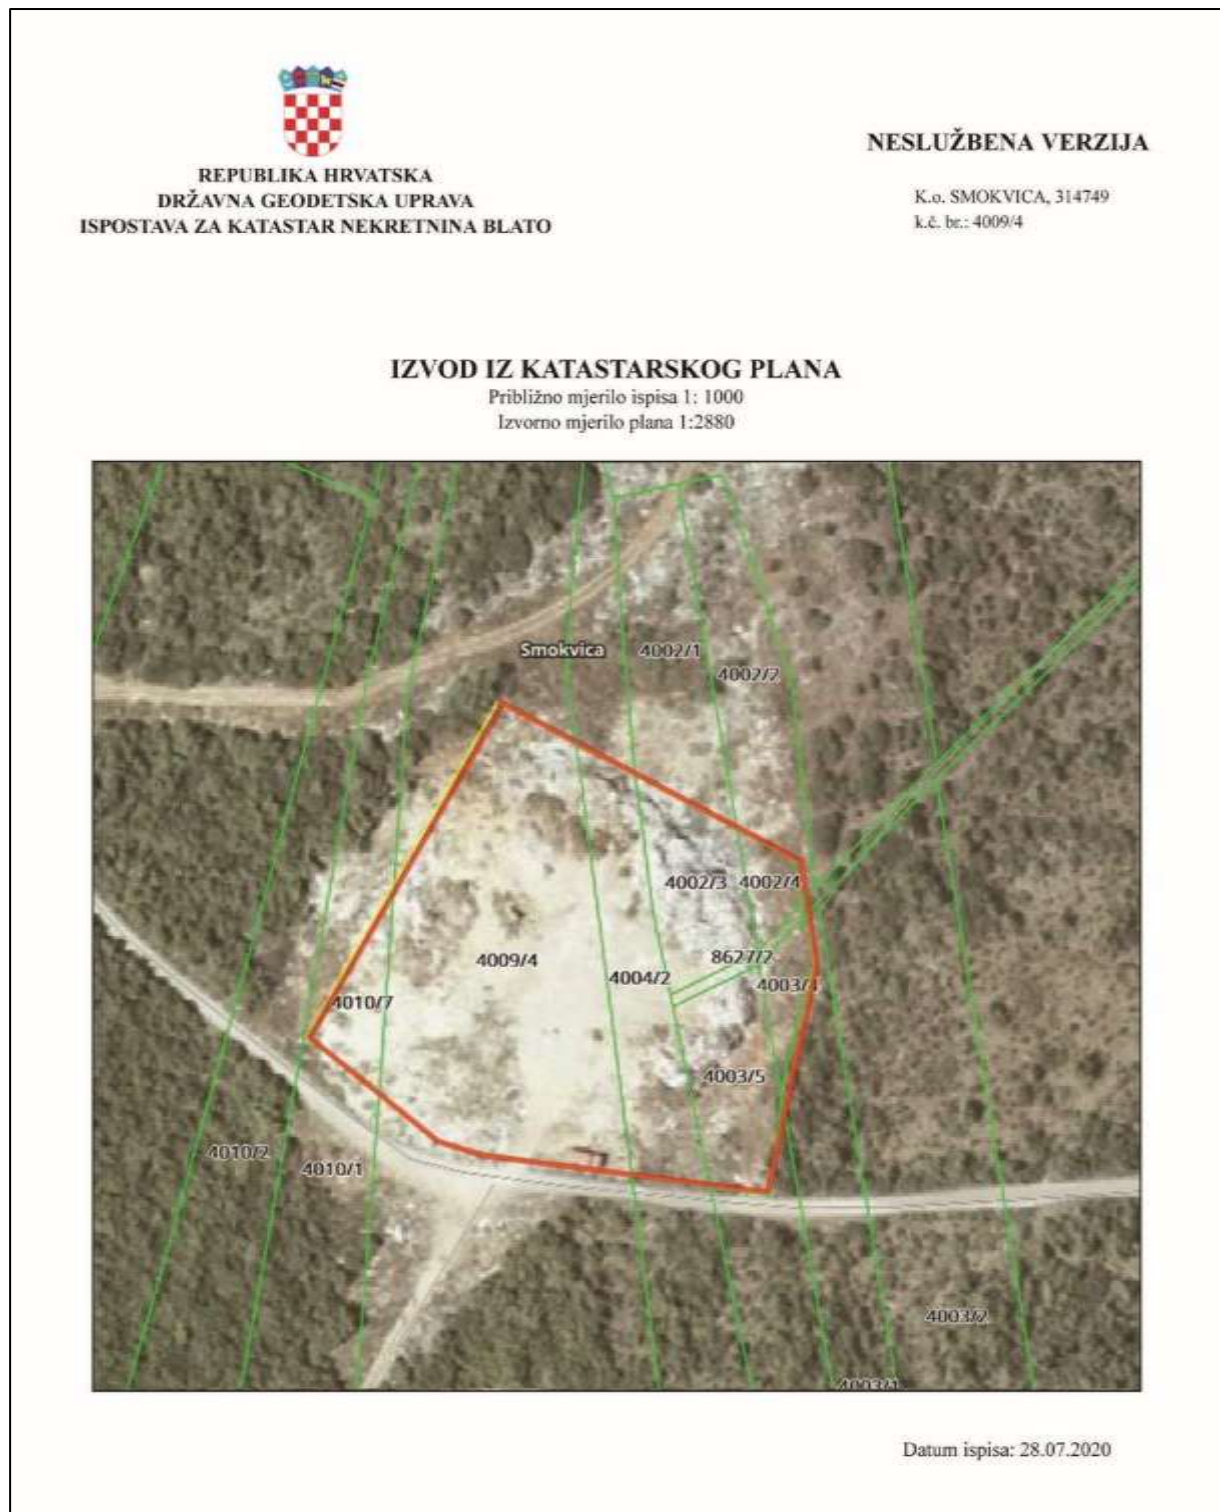 REPUBLIKA HRVATSKA
DRŽAVNA GEODETSKA UPRAVA
ISPOSTAVA ZA KATASTAR NEKRETNINA BLATO
NESLUŽBENA VERZIJA
K.o. SMOKVICA, 314749
k.č. br.: 4009/4
IZVOD IZ KATASTARSKOG PLANA
Približno mjerilo ispisa 1: 1000
Izvorno mjerilo plana 1:2880
Smokvica
4002/1
4002/2
4002/3
4002/4
8627/2
4009/4
4004/2
4003/4
4010/7
4003/5
4010/2
4010/1
4003/2
4003/1
Datum ispisa: 28.07.2020